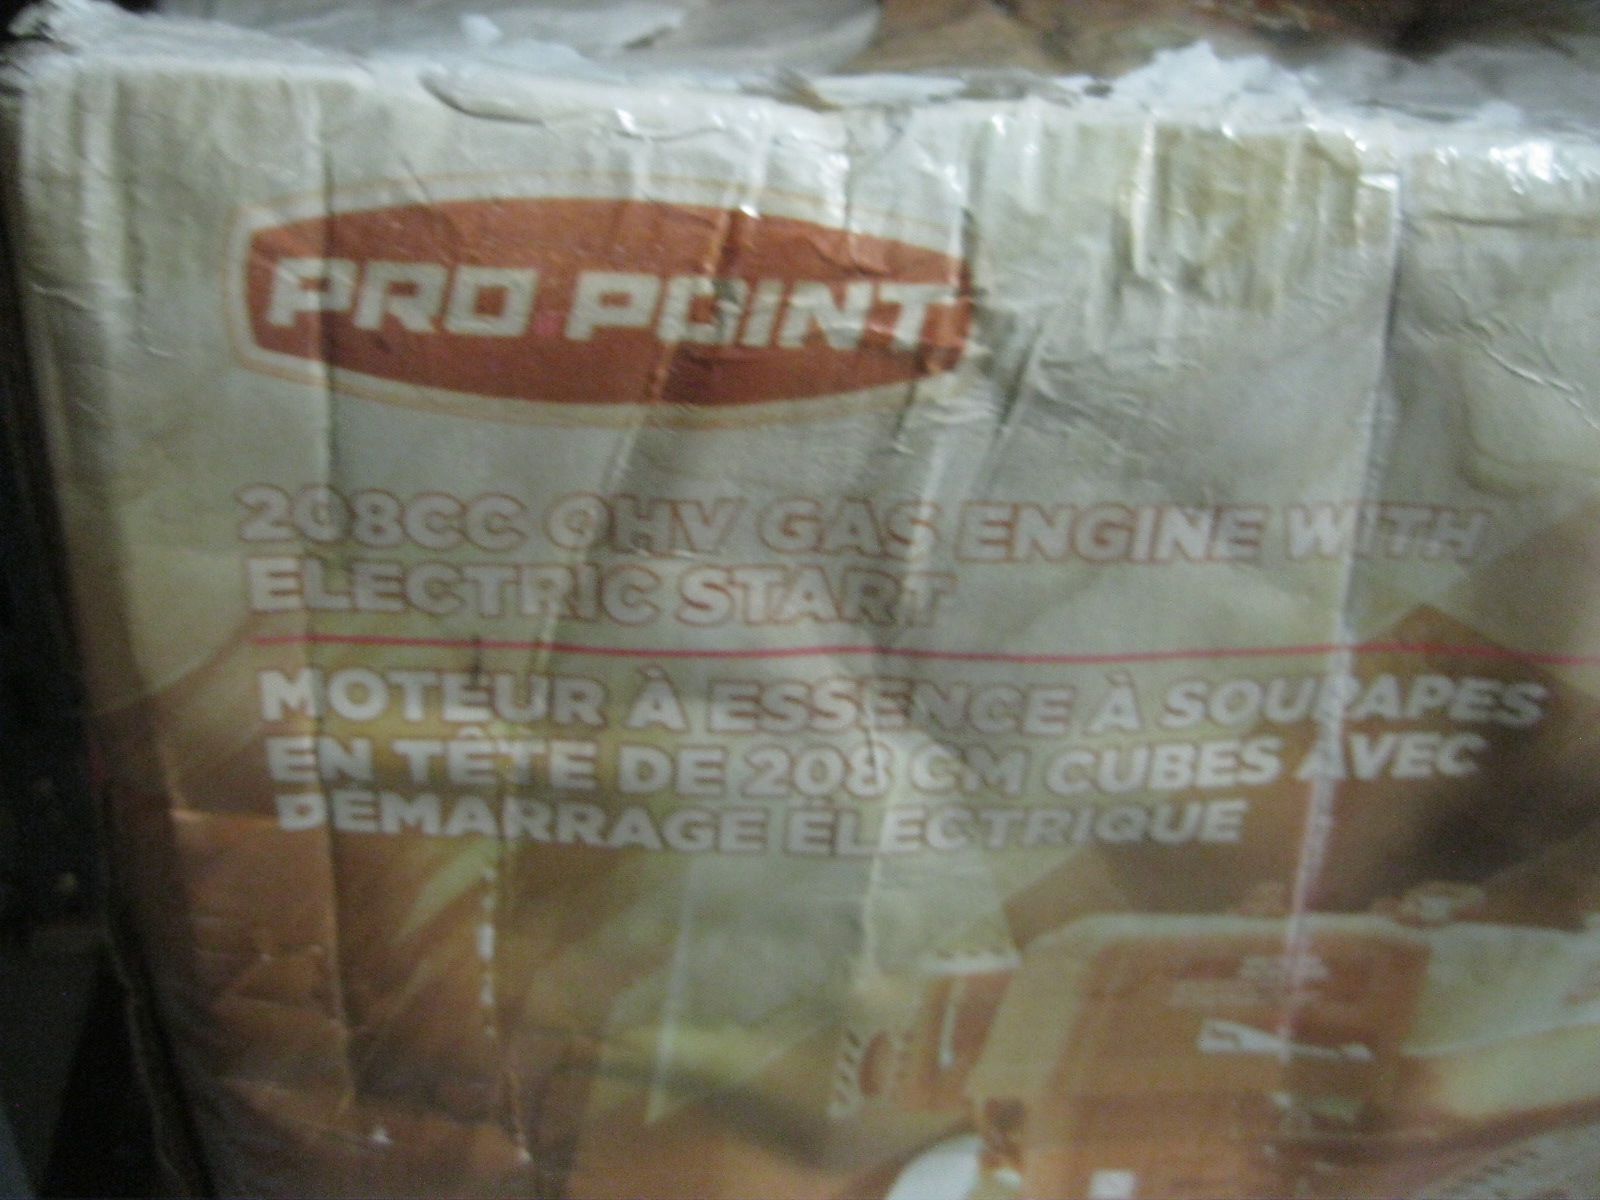 PRO POINT
208CC OHV GAS ENGINE WITH
ELECTRIC START
MOTEUR À ESSENCE À SOUPAPES
EN TÊTE DE 208 CM CUBES AVEC
DÉMARRAGE ÉLECTRIQUE